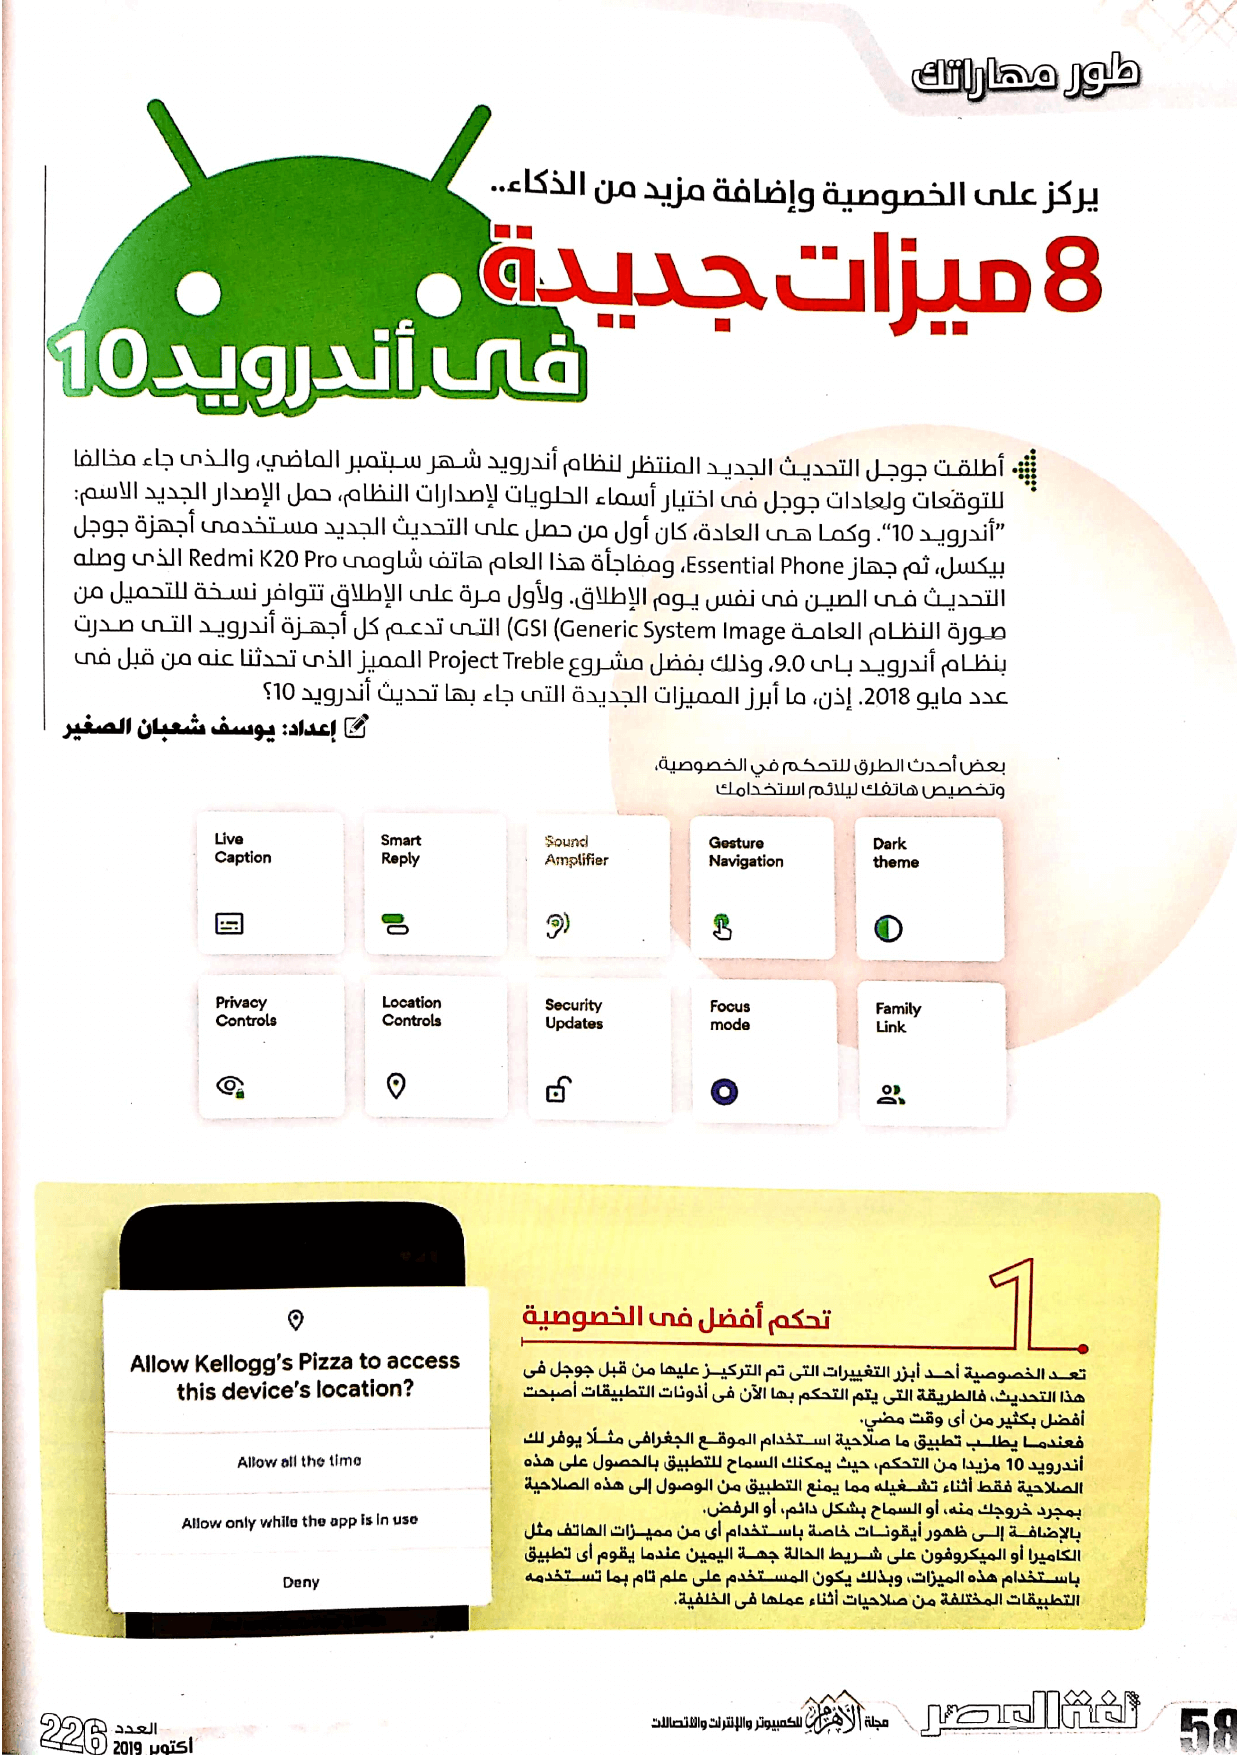 طور مهاراتك
يركز على الخصوصية وإضافة مزيد من الذكاء..
8 ميزات جديدة
فى أندرويد 10
أطلقت جوجل التحديث الجديد المنتظر لنظام أندرويد شهر سبتمبر الماضي، والذى جاء مخالفا
للتوقعات ولعادات جوجل فى اختيار أسماء الحلويات لإصدارات النظام، حمل الإصدار الجديد الاسم:
”أندرويد 10“. وكما هى العادة، كان أول من حصل على التحديث الجديد مستخدمى أجهزة جوجل
بيكسل، ثم جهاز Essential Phone، ومفاجأة هذا العام هاتف شاومى Redmi K20 Pro الذى وصله
التحديث فى الصين فى نفس يوم الإطلاق. ولأول مرة على الإطلاق تتوافر نسخة للتحميل من
صورة النظام العامة GSI (Generic System Image) التى تدعم كل أجهزة أندرويد التى صدرت
بنظام أندرويد باى 9.0، وذلك بفضل مشروع Project Treble المميز الذى تحدثنا عنه من قبل فى
عدد مايو 2018. إذن، ما أبرز المميزات الجديدة التى جاء بها تحديث أندرويد 10؟
إعداد: يوسف شعبان الصغير
بعض أحدث الطرق للتحكم في الخصوصية،
وتخصيص هاتفك ليلائم استخدامك
Live
Caption
Smart
Reply
Sound
Amplifier
Gesture
Navigation
Dark
theme
Privacy
Controls
Location
Controls
Security
Updates
Focus
mode
Family
Link
1
تحكم أفضل فى الخصوصية
تعد الخصوصية أحد أبرز التغييرات التى تم التركيز عليها من قبل جوجل فى
هذا التحديث، فالطريقة التى يتم التحكم بها الآن فى أذونات التطبيقات أصبحت
أفضل بكثير من أى وقت مضي.
فعندما يطلب تطبيق ما صلاحية استخدام الموقع الجغرافى مثلًا يوفر لك
أندرويد 10 مزيدا من التحكم، حيث يمكنك السماح للتطبيق بالحصول على هذه
الصلاحية فقط أثناء تشغيله مما يمنع التطبيق من الوصول إلى هذه الصلاحية
بمجرد خروجك منه، أو السماح بشكل دائم، أو الرفض.
بالإضافة إلى ظهور أيقونات خاصة باستخدام أى من مميزات الهاتف مثل
الكاميرا أو الميكروفون على شريط الحالة جهة اليمين عندما يقوم أى تطبيق
باستخدام هذه الميزات، وبذلك يكون المستخدم على علم تام بما تستخدمه
التطبيقات المختلفة من صلاحيات أثناء عملها فى الخلفية.
Allow Kellogg's Pizza to access
this device's location?
Allow all the time
Allow only while the app is in use
Deny
58
لغة العصر
مجلة الأهرام للكمبيوتر والإنترنت والاتصالات
العدد 226
أكتوبر 2019